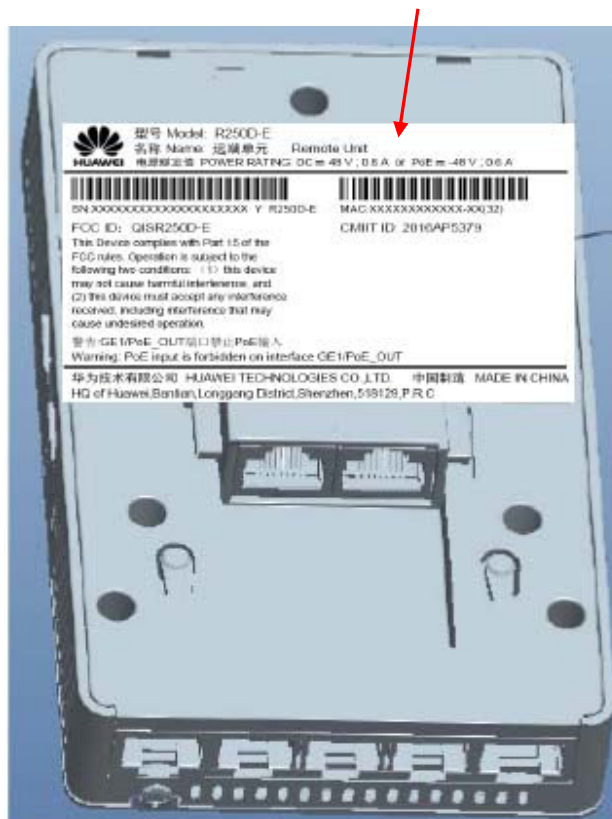 型号 Model: R250D-E
名称 Name: 远端单元 Remote Unit
HUAWEI
电源额定值 POWER RATING: DC ⎓ 48 V ; 0.6 A or PoE ⎓ -48 V ; 0.6 A
SN:XXXXXXXXXXXXXXXXXXXX Y R250D-E
MAC:XXXXXXXXXXXX-XX(32)
FCC ID: QISR250D-E
CMIIT ID: 2016AP5379
This Device complies with Part 15 of the
FCC rules. Operation is subject to the
following two conditions: (1) this device
may not cause harmful interference, and
(2) this device must accept any interference
received, including interference that may
cause undesired operation.
警告:GE1/PoE_OUT端口禁止PoE输入
Warning: PoE input is forbidden on interface GE1/PoE_OUT
华为技术有限公司 HUAWEI TECHNOLOGIES CO.,LTD. 中国制造 MADE IN CHINA
HQ of Huawei,Bantian,Longgang District,Shenzhen,518129,P.R.C